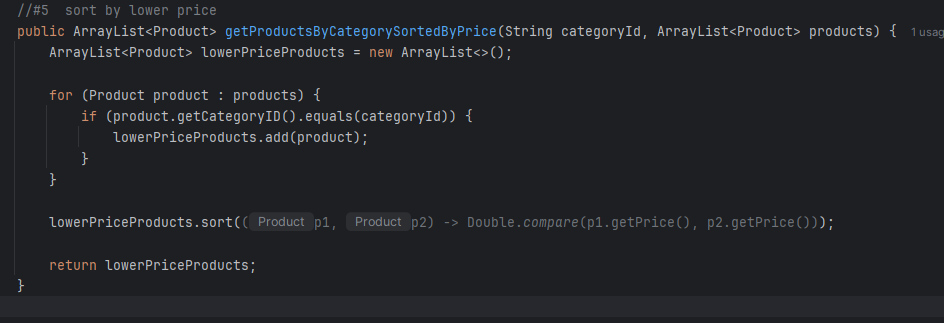 //#5  sort by lower price
public ArrayList<Product> getProductsByCategorySortedByPrice(String categoryId, ArrayList<Product> products) {  1 usag
    ArrayList<Product> lowerPriceProducts = new ArrayList<>();
    for (Product product : products) {
        if (product.getCategoryID().equals(categoryId)) {
            lowerPriceProducts.add(product);
        }
    }
    lowerPriceProducts.sort(( Product p1, Product p2) -> Double.compare(p1.getPrice(), p2.getPrice()));
    return lowerPriceProducts;
}